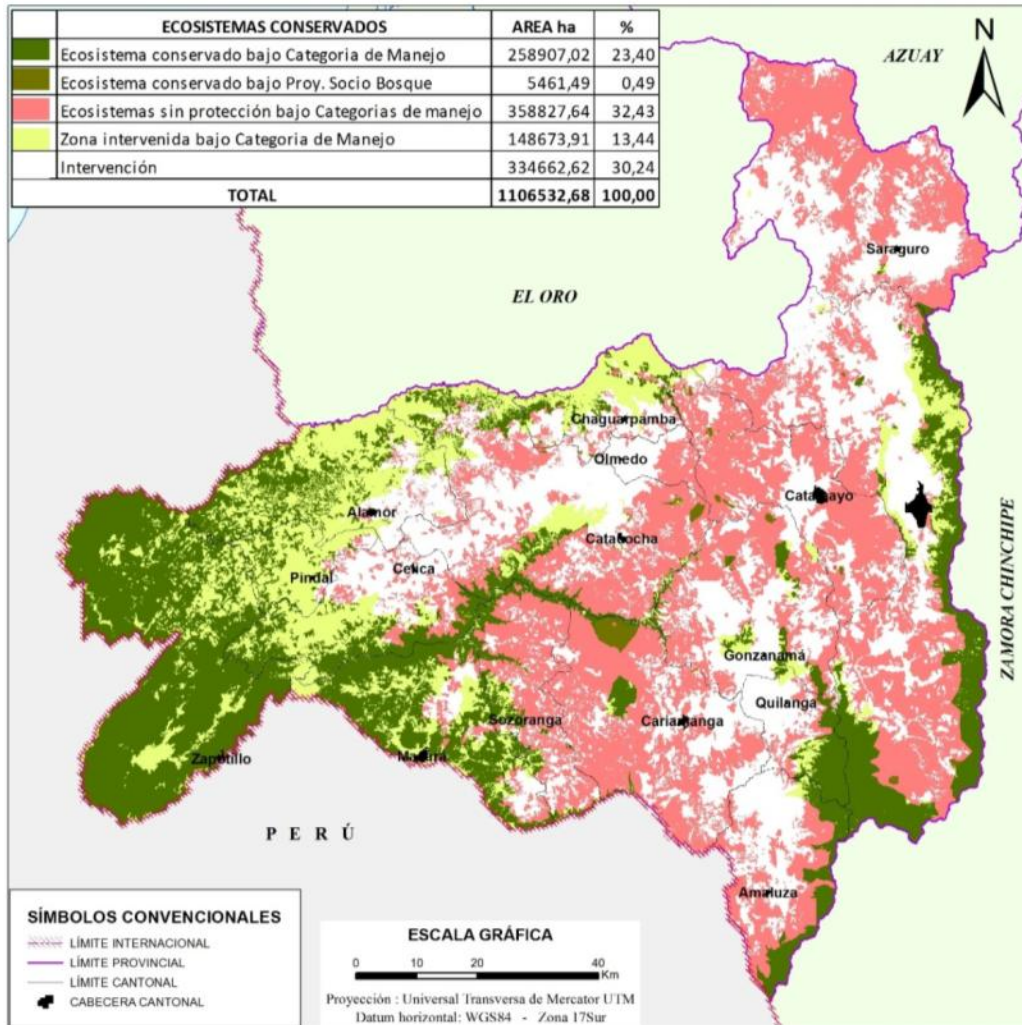 ECOSISTEMAS CONSERVADOS AREA ha %
Ecosistema conservado bajo Categoria de Manejo 258907,02 23,40
Ecosistema conservado bajo Proy. Socio Bosque 5461,49 0,49
Ecosistemas sin protección bajo Categorias de manejo 358827,64 32,43
Zona intervenida bajo Categoria de Manejo 148673,91 13,44
Intervención 334662,62 30,24
TOTAL 1106532,68 100,00
N
AZUAY
Saraguro
EL ORO
Chaguarpamba
Olmedo
Catamayo
Alamor
Catacocha
Celica
Pindal
ZAMORA CHINCHIPE
Gonzanamá
Quilanga
Sozoranga
Cariamanga
Zapotillo
Macará
PERÚ
Amaluza
SÍMBOLOS CONVENCIONALES
LÍMITE INTERNACIONAL
LÍMITE PROVINCIAL
LÍMITE CANTONAL
CABECERA CANTONAL
ESCALA GRÁFICA
0 10 20 40
Km
Proyección : Universal Transversa de Mercator UTM
Datum horizontal: WGS84 - Zona 17Sur